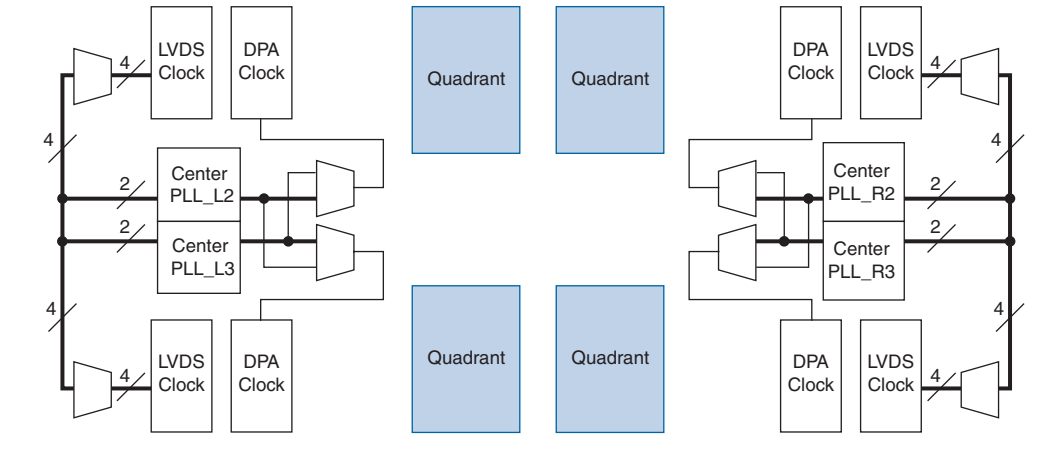 LVDS
Clock
DPA
Clock
Quadrant
Quadrant
DPA
Clock
LVDS
Clock
4
4
4
4
Center
PLL_L2
2
Center
PLL_R2
2
Center
PLL_L3
2
Center
PLL_R3
2
4
4
LVDS
Clock
DPA
Clock
Quadrant
Quadrant
DPA
Clock
LVDS
Clock
4
4